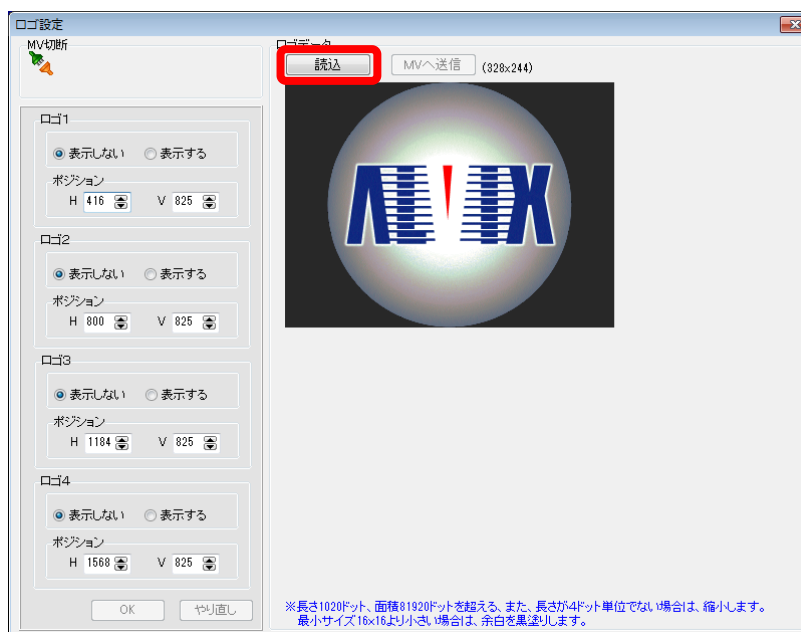 ロゴ設定
MV切断
ロゴデータ
読込
MVへ送信
(328x244)
ALVIX
ロゴ1
表示しない 表示する
ポジション
H 416 V 825
ロゴ2
表示しない 表示する
ポジション
H 800 V 825
ロゴ3
表示しない 表示する
ポジション
H 1184 V 825
ロゴ4
表示しない 表示する
ポジション
H 1568 V 825
OK やり直し
※長さ1020ドット、面積81920ドットを超える、また、長さが4ドット単位でない場合は、縮小します。
最小サイズ16x16より小さい場合は、余白を黒塗りします。